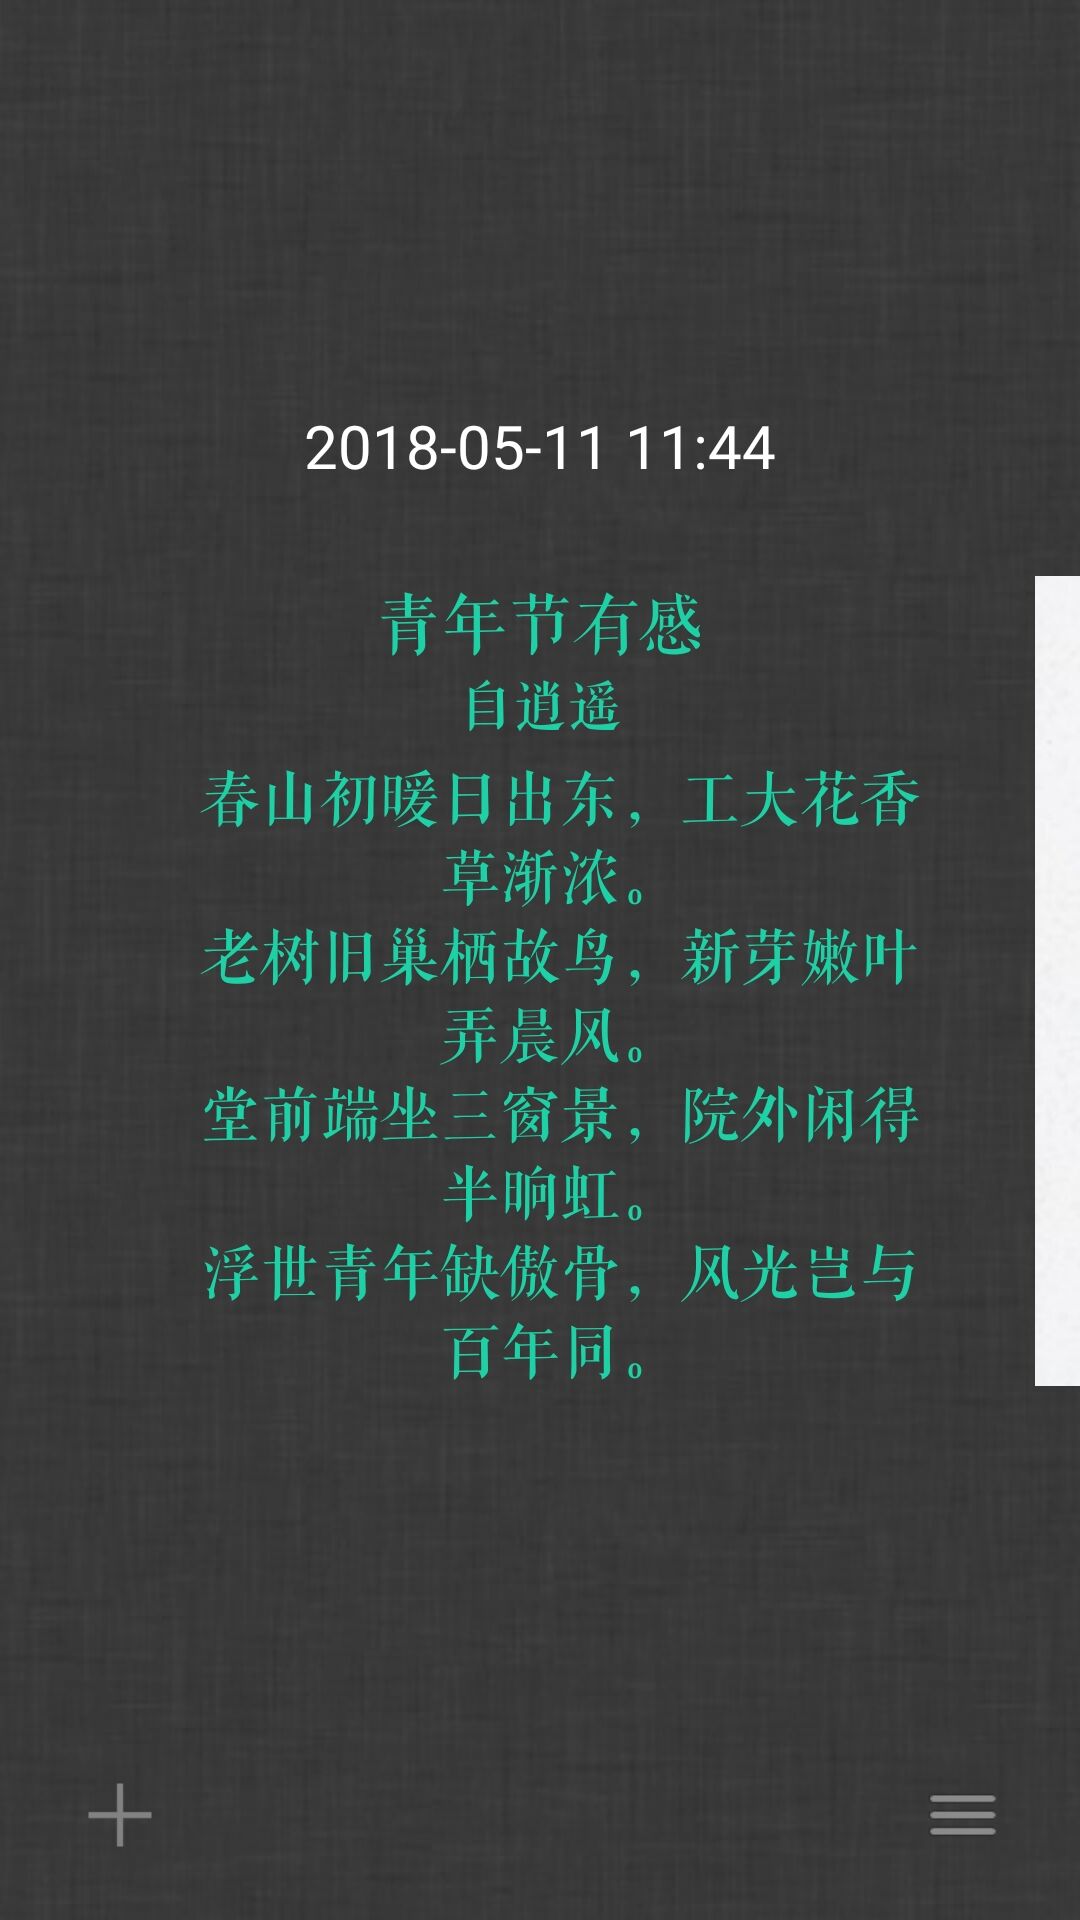 2018-05-11 11:44
青年节有感
自逍遥
春山初暖日出东，工大花香
草渐浓。
老树旧巢栖故鸟，新芽嫩叶
弄晨风。
堂前端坐三窗景，院外闲得
半晌虹。
浮世青年缺傲骨，风光岂与
百年同。